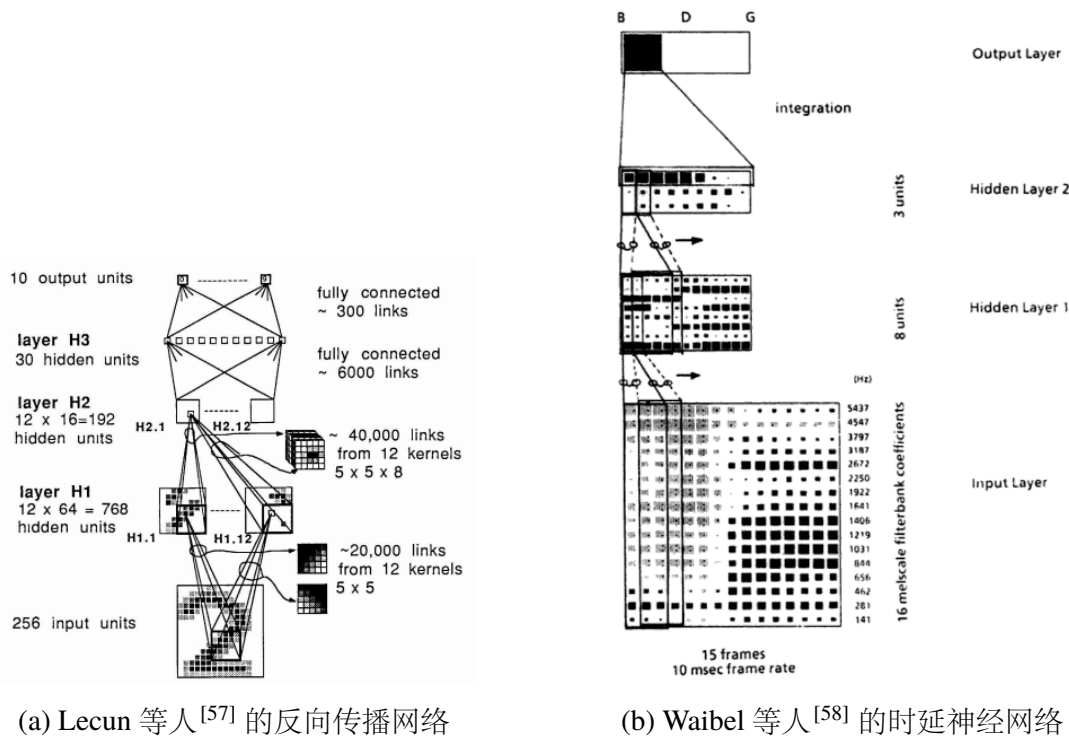 10 output units
fully connected
~ 300 links
layer H3
30 hidden units
fully connected
~ 6000 links
layer H2
12 x 16=192
hidden units
H2.1
H2.12
~ 40,000 links
from 12 kernels
5 x 5 x 8
layer H1
12 x 64 = 768
hidden units
H1.1
H1.12
~20,000 links
from 12 kernels
5 x 5
256 input units
(a) Lecun 等人[57] 的反向传播网络
B D G
Output Layer
integration
3 units
Hidden Layer 2
8 units
Hidden Layer 1
(Hz)
5437
4547
3797
3187
2672
2250
1922
1641
1406
1219
1031
844
656
462
281
141
16 melscale filterbank coefficients
Input Layer
15 frames
10 msec frame rate
(b) Waibel 等人[58] 的时延神经网络